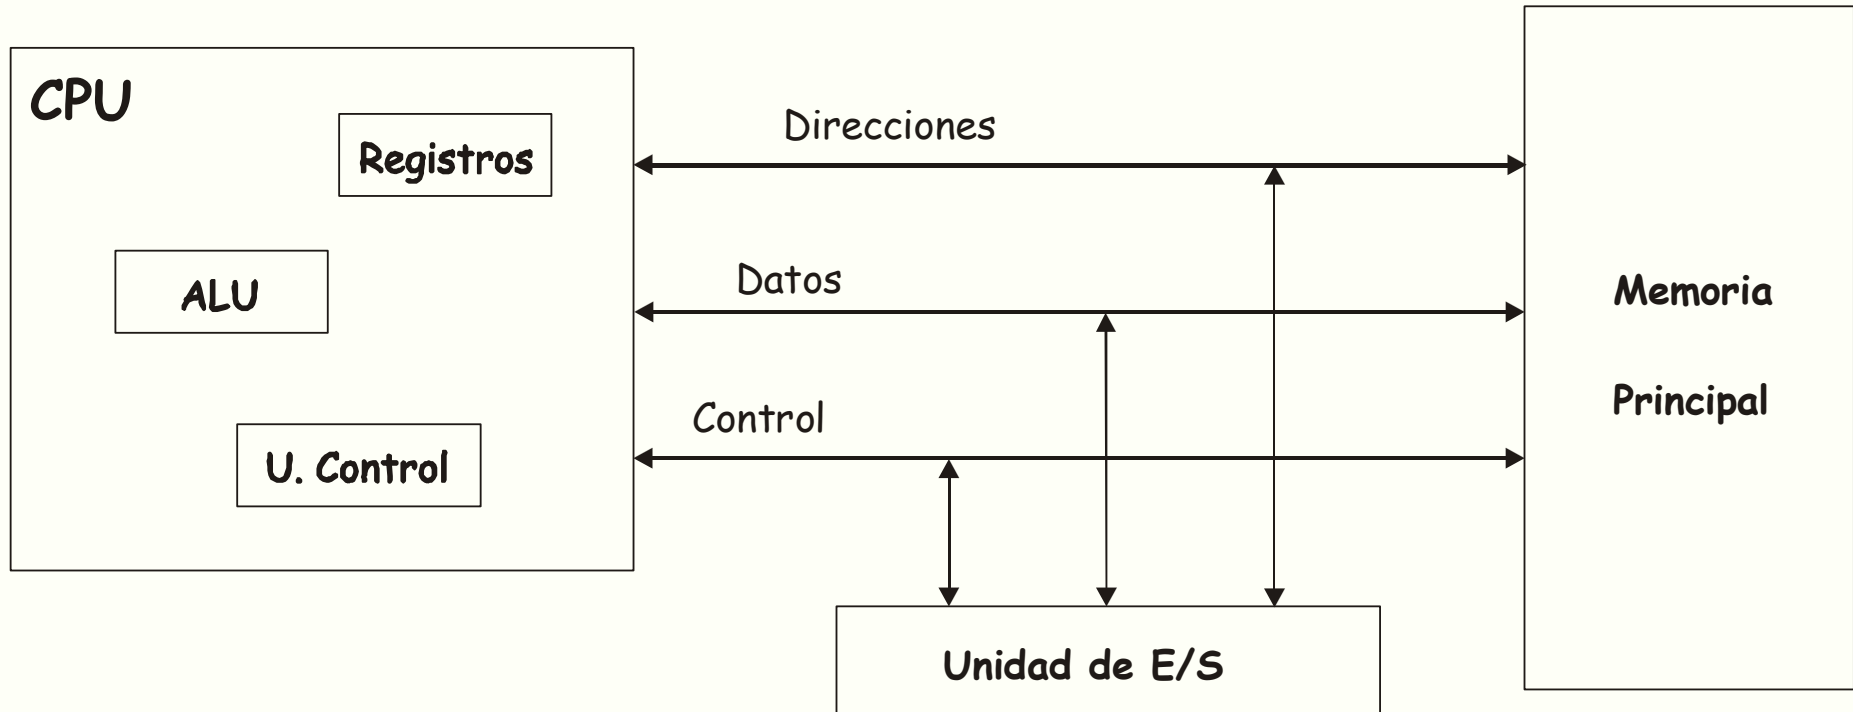 CPU
Registros
ALU
U. Control
Direcciones
Datos
Control
Memoria
Principal
Unidad de E/S